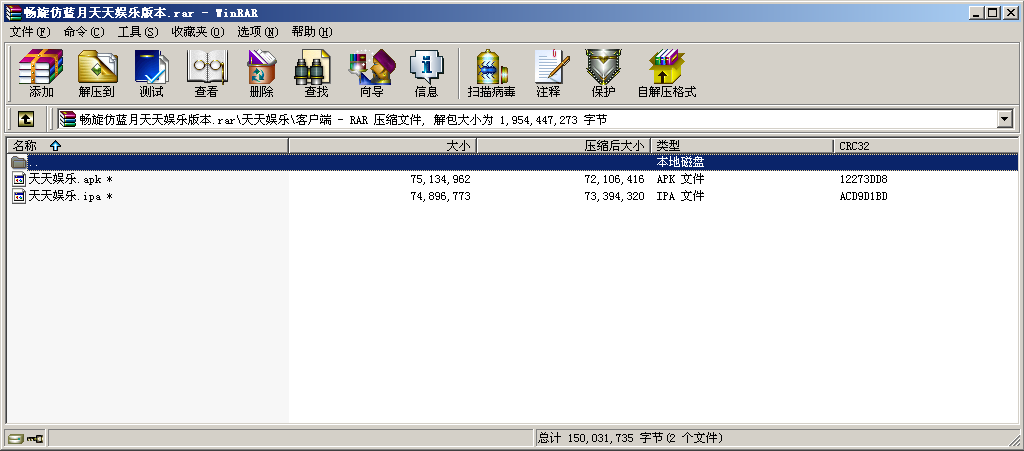 畅旋仿蓝月天天娱乐版本.rar - WinRAR
文件(F) 命令(C) 工具(S) 收藏夹(O) 选项(N) 帮助(H)
添加 解压到 测试 查看 删除 查找 向导 信息 扫描病毒 注释 保护 自解压格式
畅旋仿蓝月天天娱乐版本.rar\天天娱乐\客户端 - RAR 压缩文件, 解包大小为 1,954,447,273 字节
名称 大小 压缩后大小 类型 CRC32
.. 本地磁盘
天天娱乐.apk * 75,134,962 72,106,416 APK 文件 12273DD8
天天娱乐.ipa * 74,896,773 73,394,320 IPA 文件 ACD9D1BD
总计 150,031,735 字节(2 个文件)